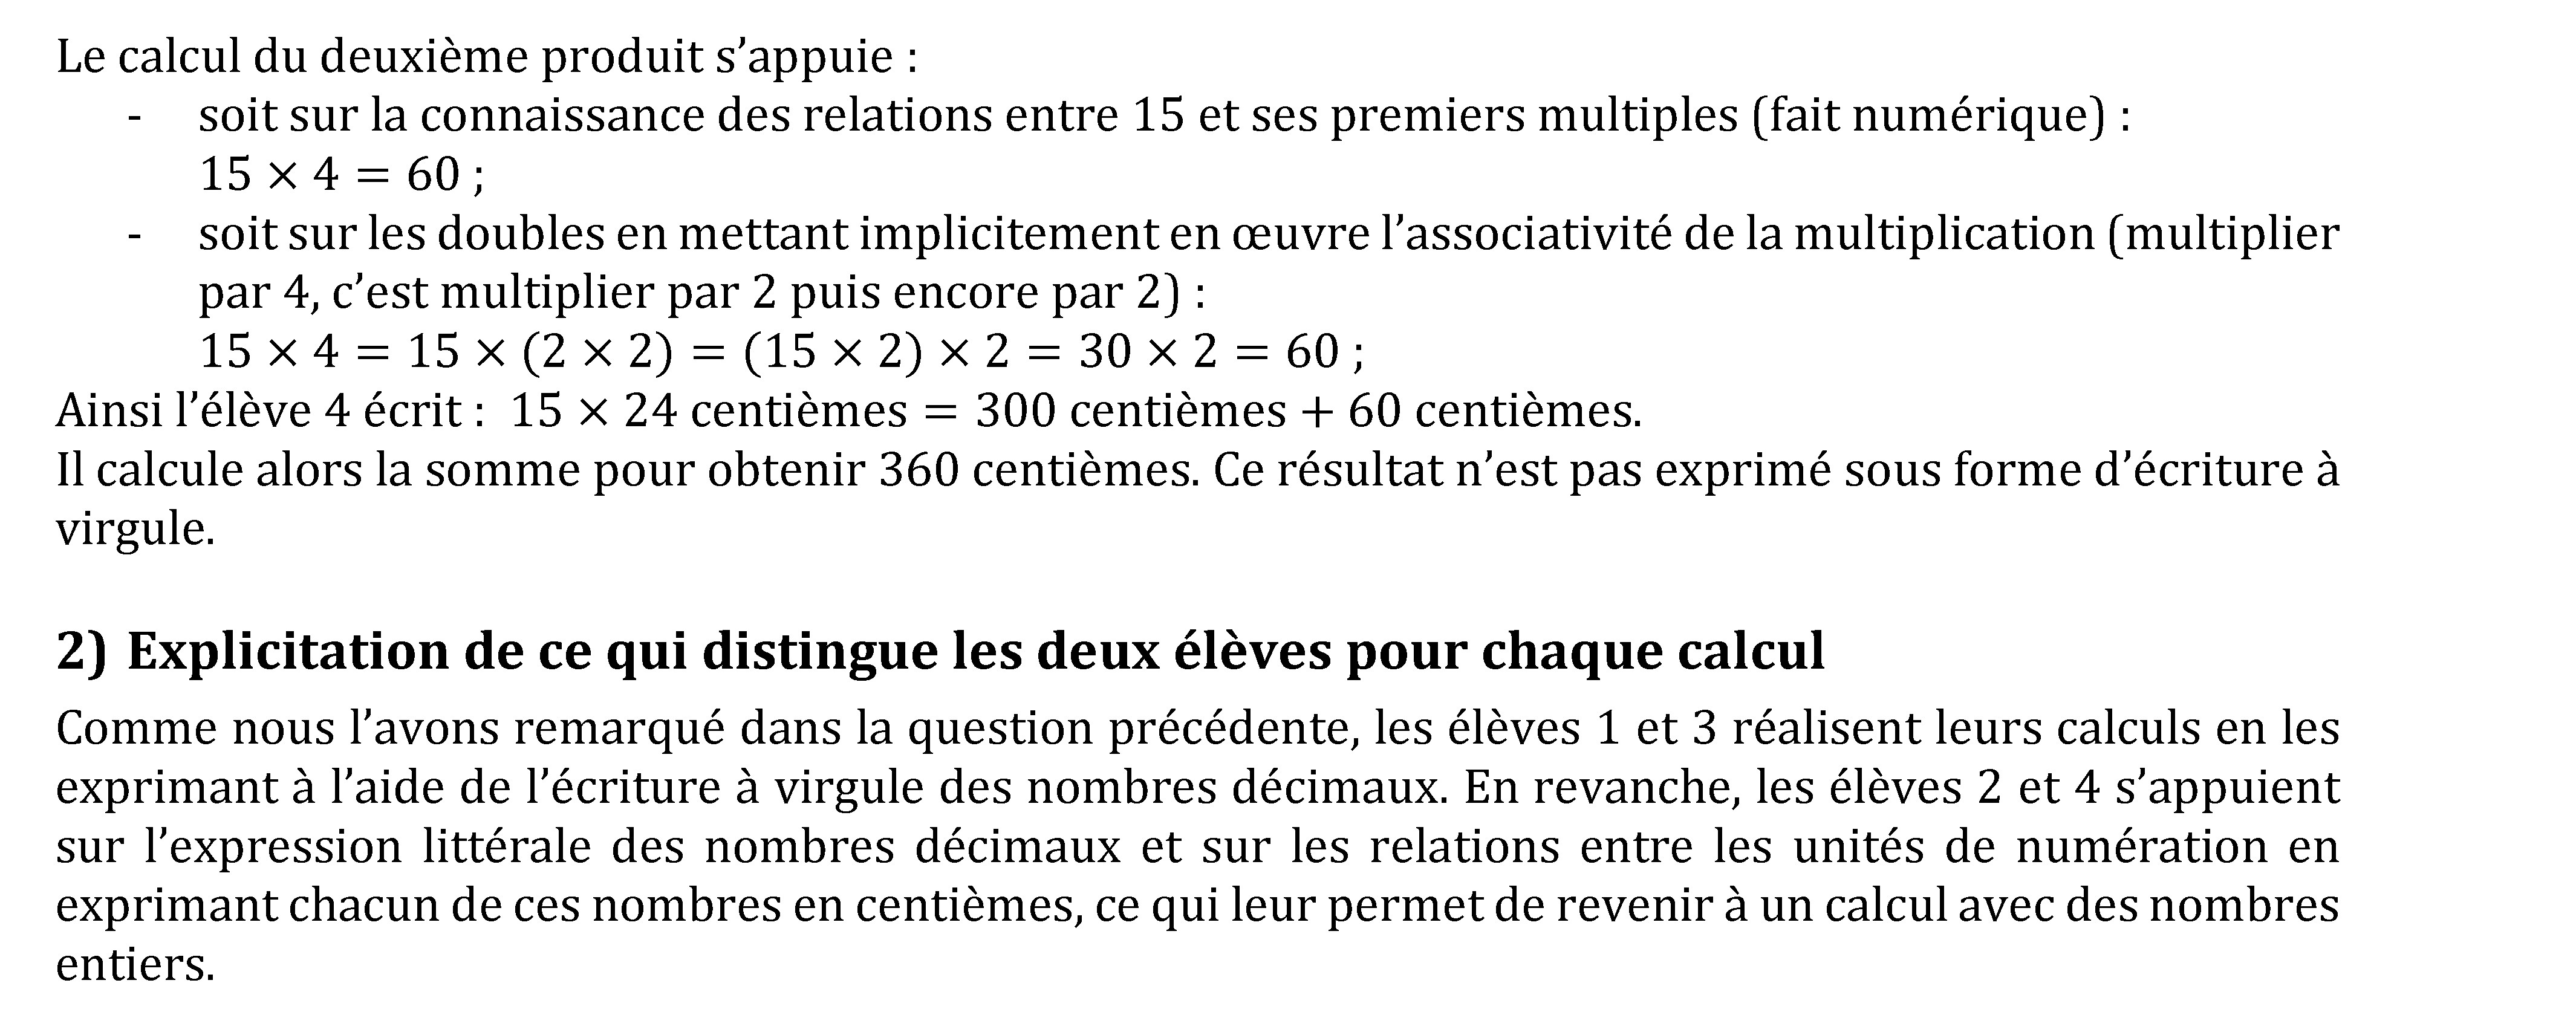 Le calcul du deuxième produit s’appuie :
- soit sur la connaissance des relations entre 15 et ses premiers multiples (fait numérique) :
15 × 4 = 60 ;
- soit sur les doubles en mettant implicitement en œuvre l’associativité de la multiplication (multiplier
par 4, c’est multiplier par 2 puis encore par 2) :
15 × 4 = 15 × (2 × 2) = (15 × 2) × 2 = 30 × 2 = 60 ;
Ainsi l’élève 4 écrit : 15 × 24 centièmes = 300 centièmes + 60 centièmes.
Il calcule alors la somme pour obtenir 360 centièmes. Ce résultat n’est pas exprimé sous forme d’écriture à
virgule.
2) Explicitation de ce qui distingue les deux élèves pour chaque calcul
Comme nous l’avons remarqué dans la question précédente, les élèves 1 et 3 réalisent leurs calculs en les
exprimant à l’aide de l’écriture à virgule des nombres décimaux. En revanche, les élèves 2 et 4 s’appuient
sur l’expression littérale des nombres décimaux et sur les relations entre les unités de numération en
exprimant chacun de ces nombres en centièmes, ce qui leur permet de revenir à un calcul avec des nombres
entiers.